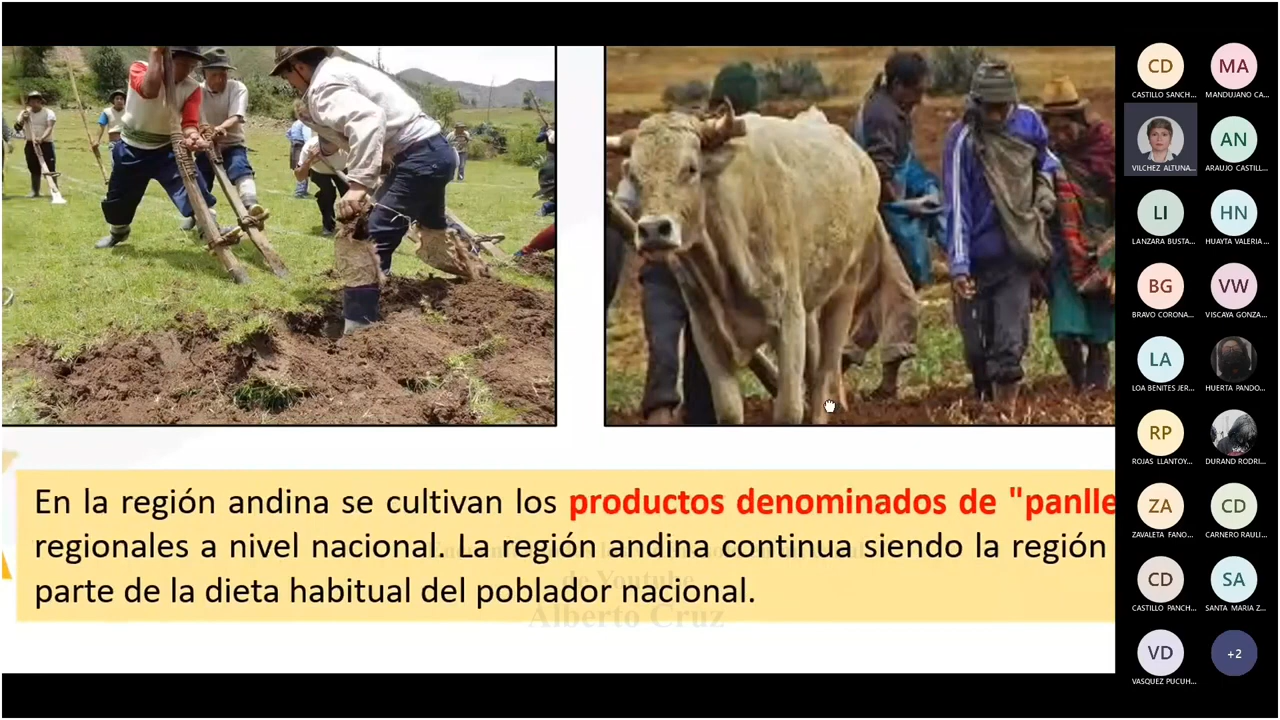 En la región andina se cultivan los productos denominados de "panlle
regionales a nivel nacional. La región andina continua siendo la región
parte de la dieta habitual del poblador nacional.
de Youtube
Alberto Cruz
CD
CASTILLO SANCH...
MA
MANDUJANO CA...
VILCHEZ ALTUNA...
AN
ARAUJO CASTILL...
LI
LANZARA BUSTA...
HN
HUAYTA VALERIA ...
BG
BRAVO CORONA...
VW
VISCAYA GONZA...
LA
LOA BENITES JER...
HUERTA PANDO...
RP
ROJAS LLANTOY...
DURAND RODRI...
ZA
ZAVALETA FANO...
CD
CARNERO RAULI...
CD
CASTILLO PANCH...
SA
SANTA MARIA Z...
VD
VASQUEZ PUCUH...
+2